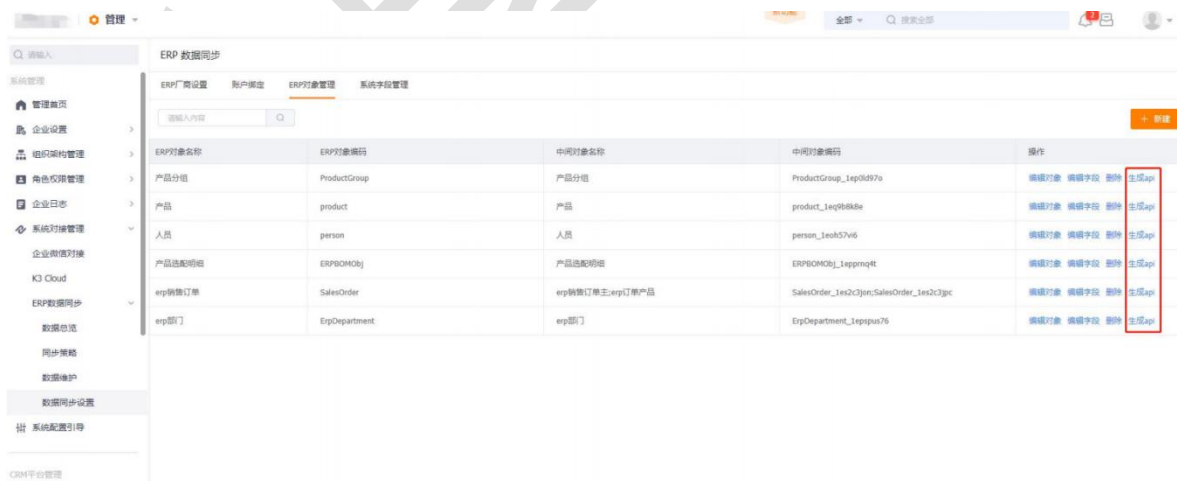 管理
全部
搜索全部
2
请输入
系统管理
管理首页
企业设置
组织架构管理
角色权限管理
企业日志
系统对接管理
企业微信对接
K3 Cloud
ERP数据同步
数据总览
同步策略
数据维护
数据同步设置
系统配置引导
CRM平台管理
ERP 数据同步
ERP厂商设置 账户绑定 ERP对象管理 系统字段管理
请输入内容
+ 新建
ERP对象名称 ERP对象编码 中间对象名称 中间对象编码 操作
产品分组 ProductGroup 产品分组 ProductGroup_1ep0ld97o 编辑对象 编辑字段 删除 生成api
产品 product 产品 product_1eq9b8k8e 编辑对象 编辑字段 删除 生成api
人员 person 人员 person_1eoh57vi6 编辑对象 编辑字段 删除 生成api
产品选配明细 ERPBOMObj 产品选配明细 ERPBOMObj_1epprnq4t 编辑对象 编辑字段 删除 生成api
erp销售订单 SalesOrder erp销售订单主;erp订单产品 SalesOrder_1es2c3jon;SalesOrder_1es2c3jpc 编辑对象 编辑字段 删除 生成api
erp部门 ErpDepartment erp部门 ErpDepartment_1epspus76 编辑对象 编辑字段 删除 生成api